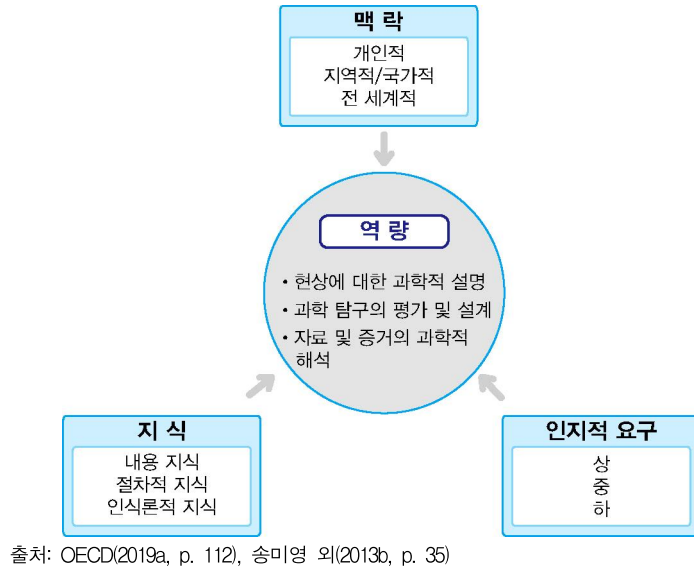 맥 락
개인적
지역적/국가적
전 세계적
역 량
• 현상에 대한 과학적 설명
• 과학 탐구의 평가 및 설계
• 자료 및 증거의 과학적
해석
지 식
내용 지식
절차적 지식
인식론적 지식
인지적 요구
상
중
하
출처: OECD(2019a, p. 112), 송미영 외(2013b, p. 35)